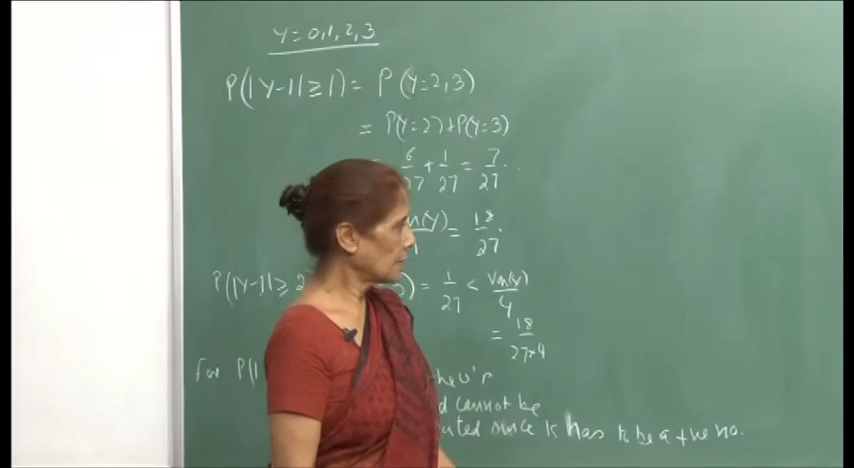 Y = 0, 1, 2, 3
P(|Y-1| ≥ 1) = P(Y=2,3)
= P(Y=2) + P(Y=3)
6/27 + 1/27 = 7/27 .
(Y) = 18/27 .
P(|Y-1| ≥ 2 ) = 1/27 < Var(Y)/4
= 18/27×4
For P(|
cannot be
since k has to be a +ve no.